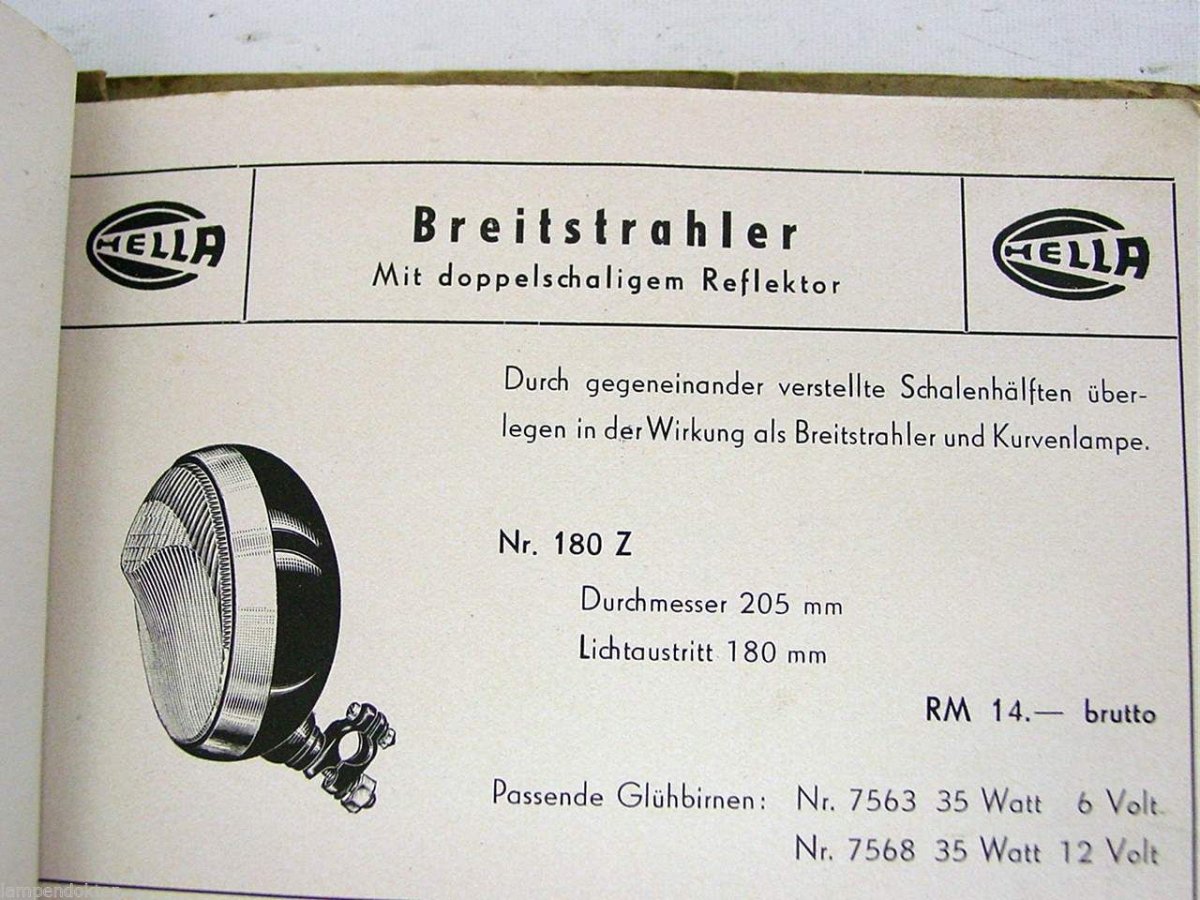 HELLA
Breitstrahler
Mit doppelschaligem Reflektor
HELLA
Durch gegeneinander verstellte Schalenhälften über-
legen in der Wirkung als Breitstrahler und Kurvenlampe.
Nr. 180 Z
Durchmesser 205 mm
Lichtaustritt 180 mm
RM 14.— brutto
Passende Glühbirnen: Nr. 7563 35 Watt 6 Volt
Nr. 7568 35 Watt 12 Volt
lampendoktor